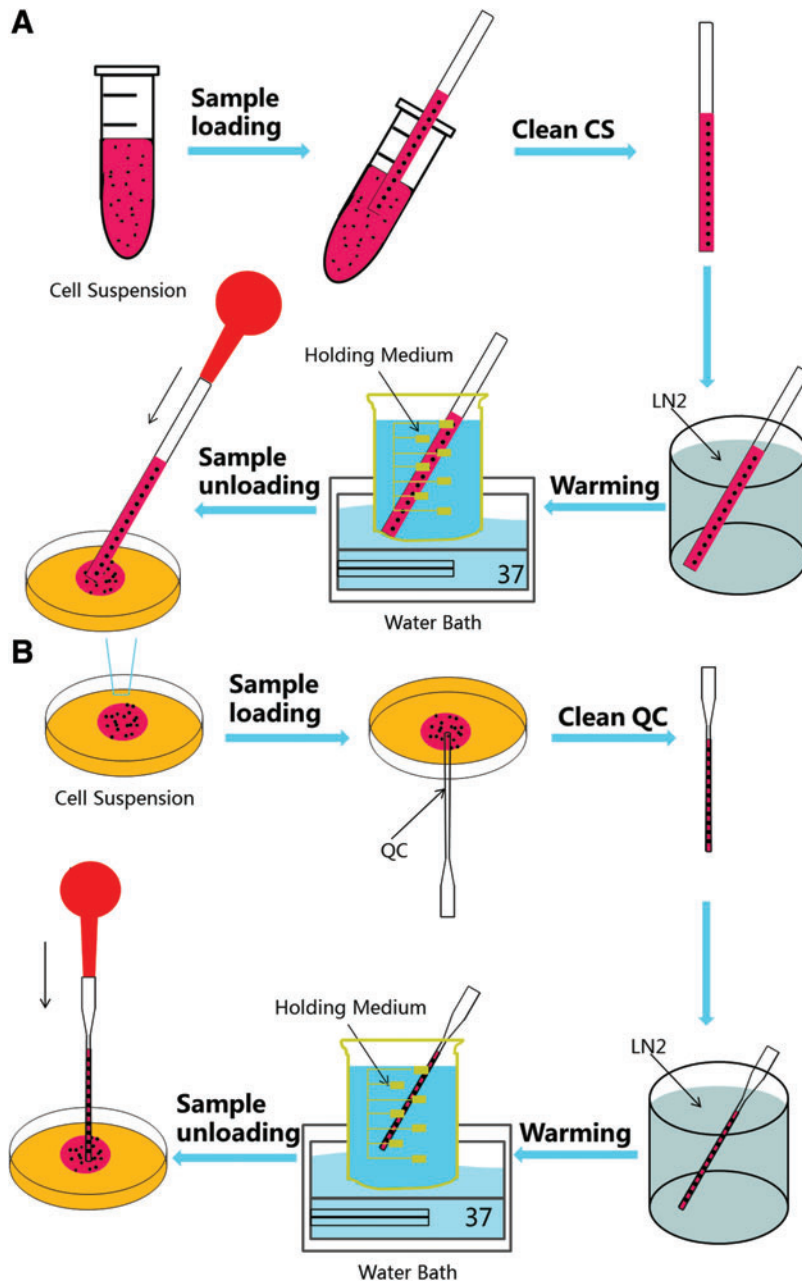 A
Sample
loading
Clean CS
Cell Suspension
Holding Medium
LN2
Sample
unloading
Warming
37
Water Bath
B
Sample
loading
Clean QC
Cell Suspension
QC
Holding Medium
LN2
Sample
unloading
Warming
37
Water Bath